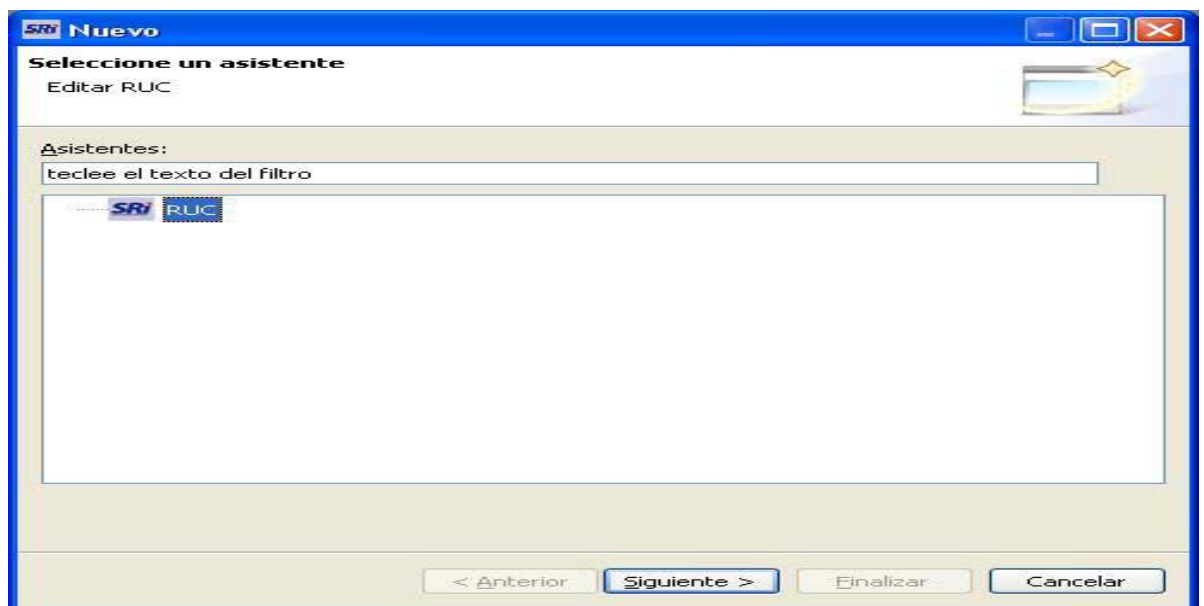 SRi Nuevo
Seleccione un asistente
Editar RUC
Asistentes:
teclee el texto del filtro
SRi RUC
< Anterior Siguiente > Finalizar Cancelar